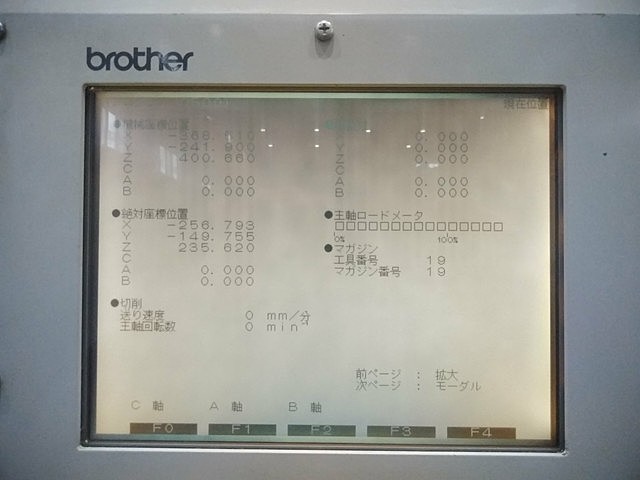 brother
現在位置
●機械座標位置
X -368.810
Y -241.900
Z 400.660
C
A 0.000
B 0.000
X 0.000
Y 0.000
Z 0.000
C
A 0.000
B 0.000
●絶対座標位置
X -256.793
Y -149.755
Z 235.620
C
A 0.000
B 0.000
●主軸ロードメータ
0% 100%
●マガジン
工具番号 19
マガジン番号 19
●切削
送り速度 0 mm/分
主軸回転数 0 min⁻¹
前ページ : 拡大
次ページ : モーダル
C 軸 A 軸 B 軸
F0 F1 F2 F3 F4